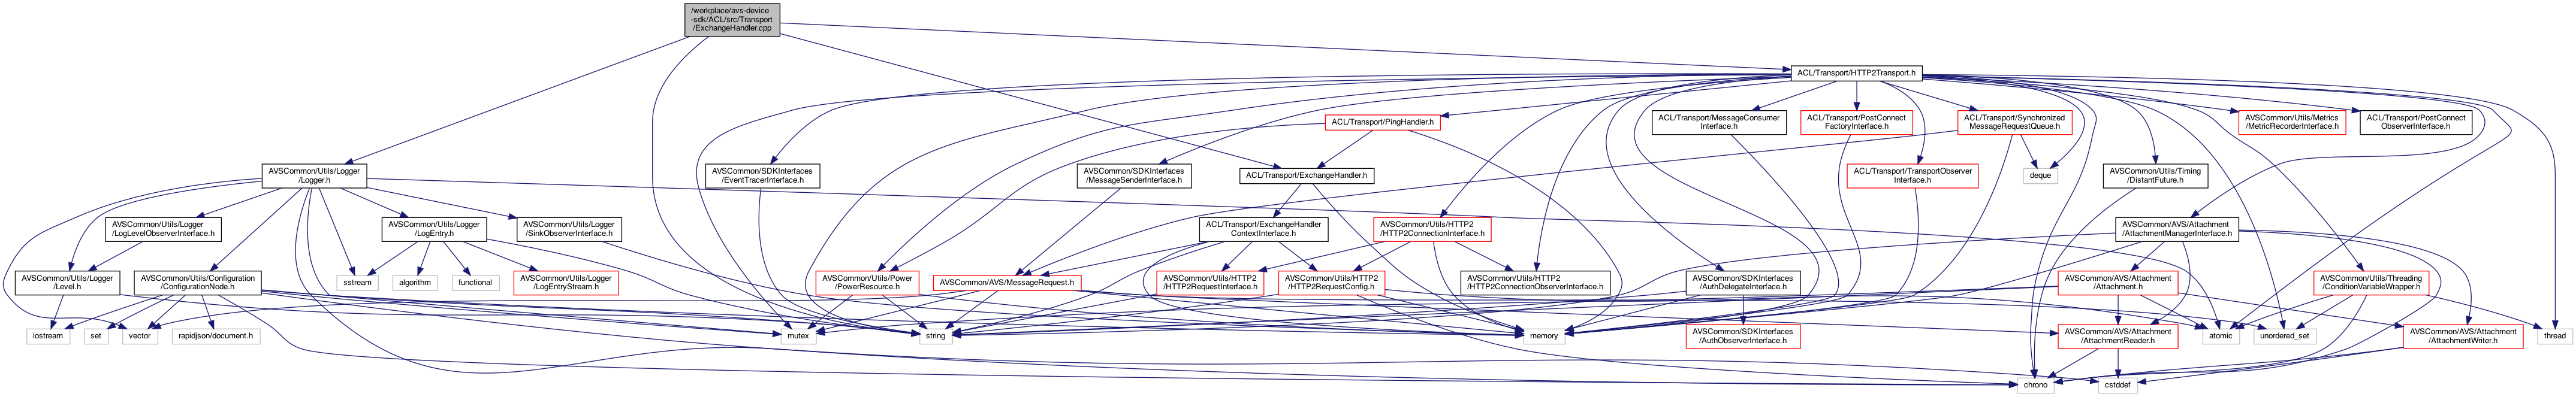 /workplace/avs-device
-sdk/ACL/src/Transport
/ExchangeHandler.cpp
ACL/Transport/HTTP2Transport.h
ACL/Transport/PingHandler.h
ACL/Transport/MessageConsumer
Interface.h
ACL/Transport/PostConnect
FactoryInterface.h
ACL/Transport/Synchronized
MessageRequestQueue.h
AVSCommon/Utils/Metrics
/MetricRecorderInterface.h
ACL/Transport/PostConnect
ObserverInterface.h
AVSCommon/Utils/Logger
/Logger.h
AVSCommon/SDKInterfaces
/EventTracerInterface.h
AVSCommon/SDKInterfaces
/MessageSenderInterface.h
ACL/Transport/ExchangeHandler.h
ACL/Transport/TransportObserver
Interface.h
deque
AVSCommon/Utils/Timing
/DistantFuture.h
AVSCommon/Utils/Logger
/LogLevelObserverInterface.h
AVSCommon/Utils/Logger
/LogEntry.h
AVSCommon/Utils/Logger
/SinkObserverInterface.h
ACL/Transport/ExchangeHandler
ContextInterface.h
AVSCommon/Utils/HTTP2
/HTTP2ConnectionInterface.h
AVSCommon/AVS/Attachment
/AttachmentManagerInterface.h
AVSCommon/Utils/Logger
/Level.h
AVSCommon/Utils/Configuration
/ConfigurationNode.h
sstream
algorithm
functional
AVSCommon/Utils/Logger
/LogEntryStream.h
AVSCommon/Utils/Power
/PowerResource.h
AVSCommon/AVS/MessageRequest.h
AVSCommon/Utils/HTTP2
/HTTP2RequestInterface.h
AVSCommon/Utils/HTTP2
/HTTP2RequestConfig.h
AVSCommon/Utils/HTTP2
/HTTP2ConnectionObserverInterface.h
AVSCommon/SDKInterfaces
/AuthDelegateInterface.h
AVSCommon/AVS/Attachment
/Attachment.h
AVSCommon/Utils/Threading
/ConditionVariableWrapper.h
iostream
set
vector
rapidjson/document.h
mutex
string
memory
AVSCommon/SDKInterfaces
/AuthObserverInterface.h
AVSCommon/AVS/Attachment
/AttachmentReader.h
atomic
unordered_set
AVSCommon/AVS/Attachment
/AttachmentWriter.h
thread
chrono
cstddef